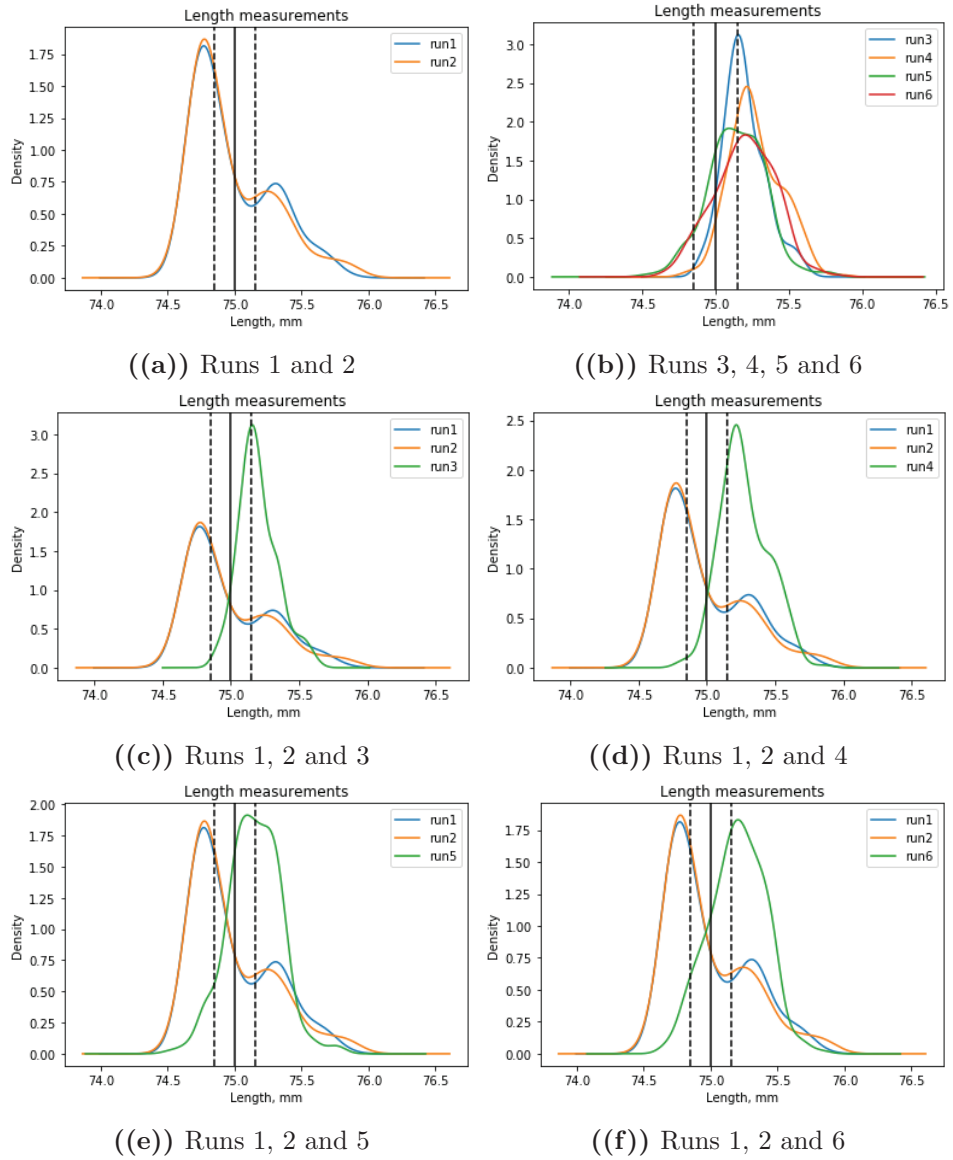 Length measurements
1.75
1.50
1.25
1.00
0.75
0.50
0.25
0.00
Density
run1
run2
74.0 74.5 75.0 75.5 76.0 76.5
Length, mm
((a)) Runs 1 and 2
Length measurements
3.0
2.5
2.0
1.5
1.0
0.5
0.0
Density
run3
run4
run5
run6
74.0 74.5 75.0 75.5 76.0 76.5
Length, mm
((b)) Runs 3, 4, 5 and 6
Length measurements
3.0
2.5
2.0
1.5
1.0
0.5
0.0
Density
run1
run2
run3
74.0 74.5 75.0 75.5 76.0 76.5
Length, mm
((c)) Runs 1, 2 and 3
Length measurements
2.5
2.0
1.5
1.0
0.5
0.0
Density
run1
run2
run4
74.0 74.5 75.0 75.5 76.0 76.5
Length, mm
((d)) Runs 1, 2 and 4
Length measurements
2.00
1.75
1.50
1.25
1.00
0.75
0.50
0.25
0.00
Density
run1
run2
run5
74.0 74.5 75.0 75.5 76.0 76.5
Length, mm
((e)) Runs 1, 2 and 5
Length measurements
1.75
1.50
1.25
1.00
0.75
0.50
0.25
0.00
Density
run1
run2
run6
74.0 74.5 75.0 75.5 76.0 76.5
Length, mm
((f)) Runs 1, 2 and 6